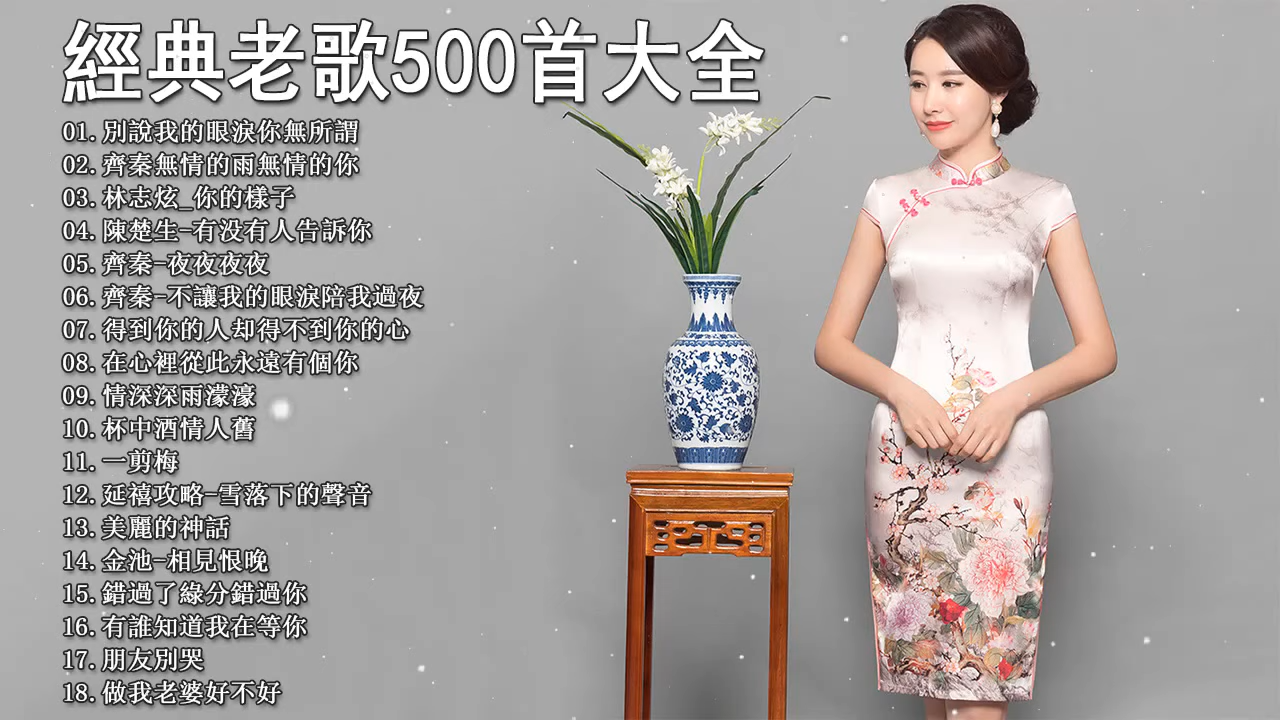 經典老歌500首大全
01.別說我的眼淚你無所謂
02.齊秦無情的雨無情的你
03.林志炫_你的樣子
04.陳楚生-有没有人告訴你
05.齊秦-夜夜夜夜
06.齊秦-不讓我的眼淚陪我過夜
07.得到你的人却得不到你的心
08.在心裡從此永遠有個你
09.情深深雨濛濠
10.杯中酒情人舊
11.一剪梅
12.延禧攻略-雪落下的聲音
13.美麗的神話
14.金池-相見恨晚
15.錯過了緣分錯過你
16.有誰知道我在等你
17.朋友別哭
18.做我老婆好不好